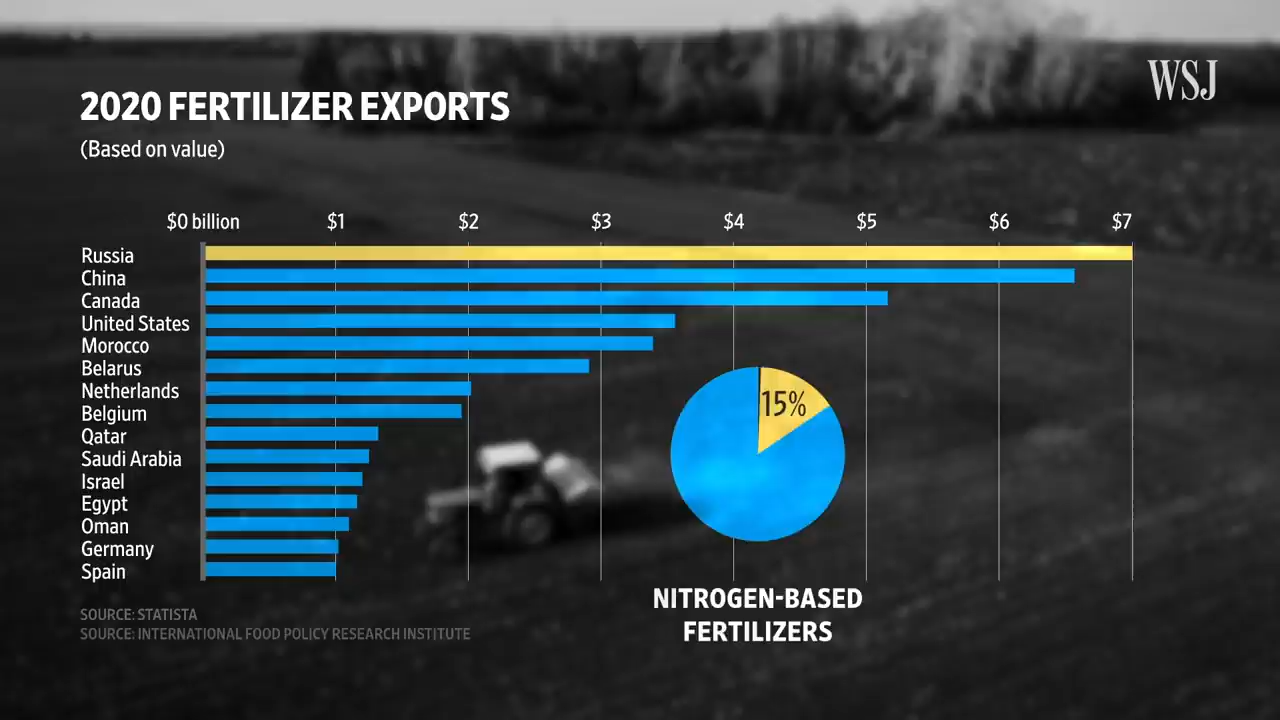 WSJ
2020 FERTILIZER EXPORTS
(Based on value)
$0 billion $1 $2 $3 $4 $5 $6 $7
Russia
China
Canada
United States
Morocco
Belarus
Netherlands
Belgium
Qatar
Saudi Arabia
Israel
Egypt
Oman
Germany
Spain
15%
NITROGEN-BASED
FERTILIZERS
SOURCE: STATISTA
SOURCE: INTERNATIONAL FOOD POLICY RESEARCH INSTITUTE